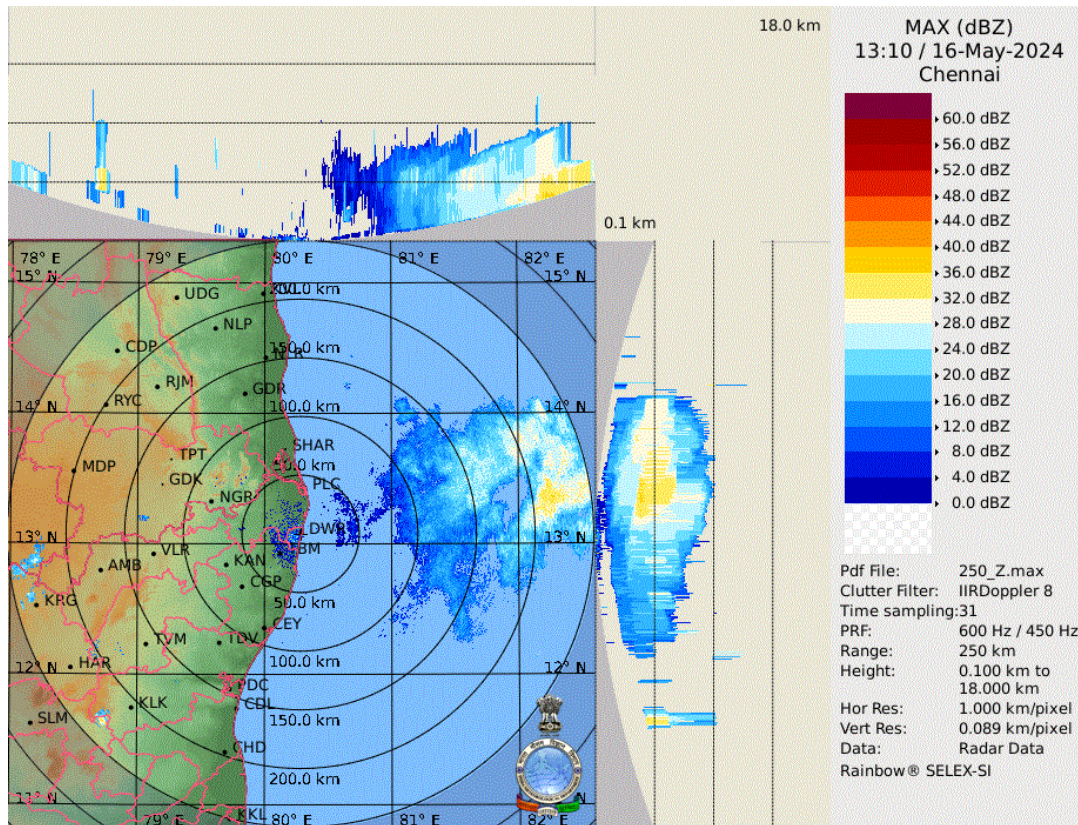 18.0 km
0.1 km
MAX (dBZ)
13:10 / 16-May-2024
Chennai
60.0 dBZ
56.0 dBZ
52.0 dBZ
48.0 dBZ
44.0 dBZ
40.0 dBZ
36.0 dBZ
32.0 dBZ
28.0 dBZ
24.0 dBZ
20.0 dBZ
16.0 dBZ
12.0 dBZ
8.0 dBZ
4.0 dBZ
0.0 dBZ
Pdf File: 250_Z.max
Clutter Filter: IIRDoppler 8
Time sampling:31
PRF: 600 Hz / 450 Hz
Range: 250 km
Height: 0.100 km to
18.000 km
Hor Res: 1.000 km/pixel
Vert Res: 0.089 km/pixel
Data: Radar Data
Rainbow® SELEX-SI
78° E 79° E 80° E 81° E 82° E
15° N 15° N
UDG
NLP
CDP
150.0 km
RJM
GDR
RYC
100.0 km
14° N 14° N
SHAR
TPT
50.0 km
MDP
GDK
PLC
NGR
13° N 13° N
VLR
KAN
AMB
CGP
KRG
50.0 km
CEY
TVM
TDV
100.0 km
HAR
12° N 12° N
PDC
KLK
CDL
SLM
150.0 km
CHD
200.0 km
11° N 11° N
KKL
79° E 80° E 81° E 82° E